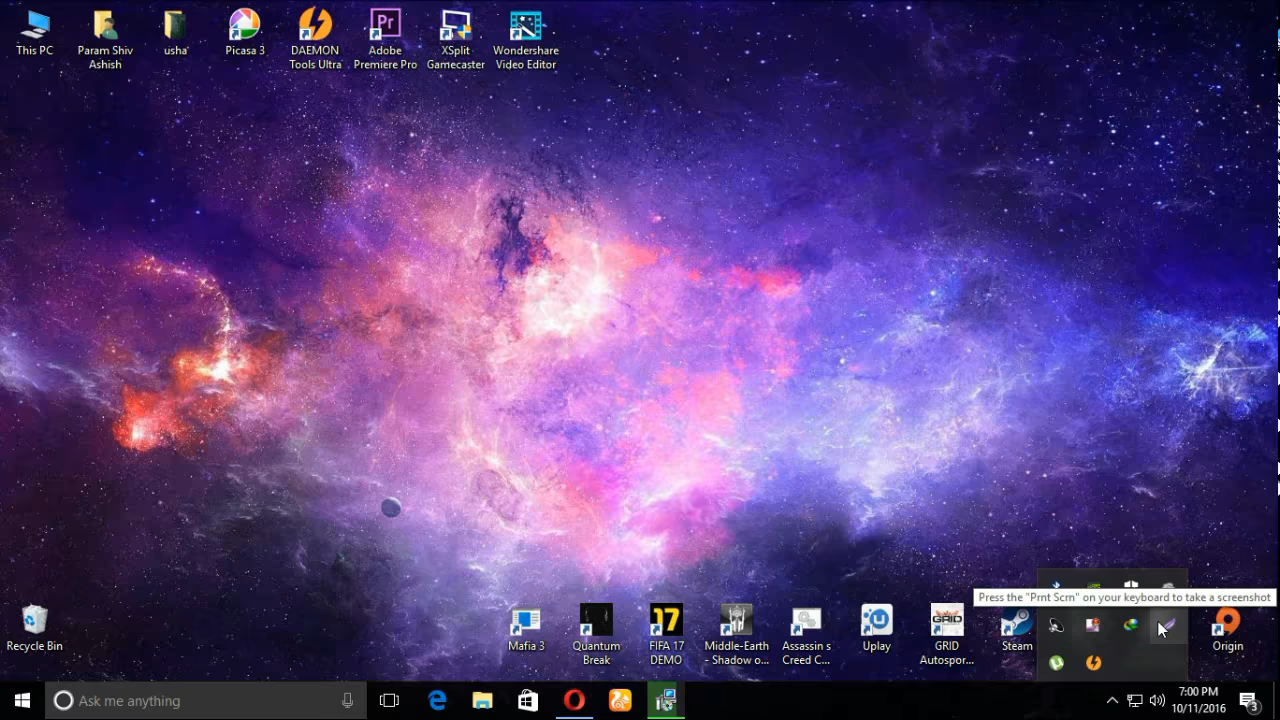 This PC
Param Shiv
Ashish
usha
Picasa 3
DAEMON
Tools Ultra
Adobe
Premiere Pro
XSplit
Gamecaster
Wondershare
Video Editor
Press the "Prnt Scrn" on your keyboard to take a screenshot
Recycle Bin
Mafia 3
Quantum
Break
17
FIFA 17
DEMO
Middle-Earth
- Shadow o...
Assassin s
Creed C...
Uplay
GRID
GRID
Autospor...
Steam
Origin
Ask me anything
7:00 PM
10/11/2016
3